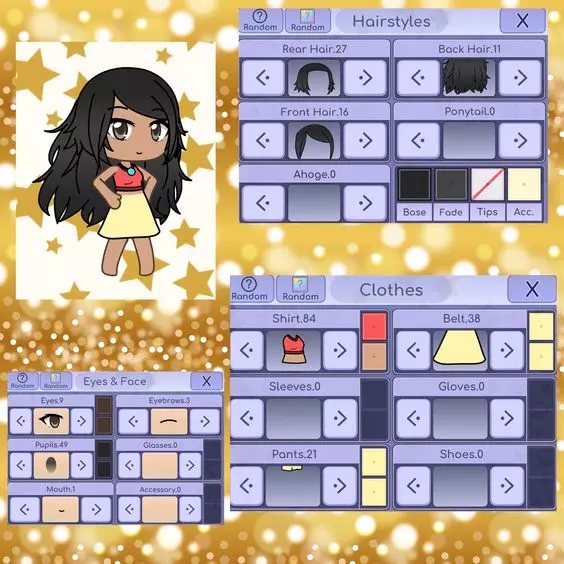 Random
Random
Hairstyles
X
Rear Hair.27
Back Hair.11
Front Hair.16
Ponytail.0
Ahoge.0
Base
Fade
Tips
Acc.
Random
Random
Clothes
X
Shirt.84
Belt.38
Sleeves.0
Gloves.0
Pants.21
Shoes.0
Random
Random
Eyes & Face
X
Eyes.9
Eyebrows.3
Pupils.49
Glasses.0
Mouth.1
Accessory.0